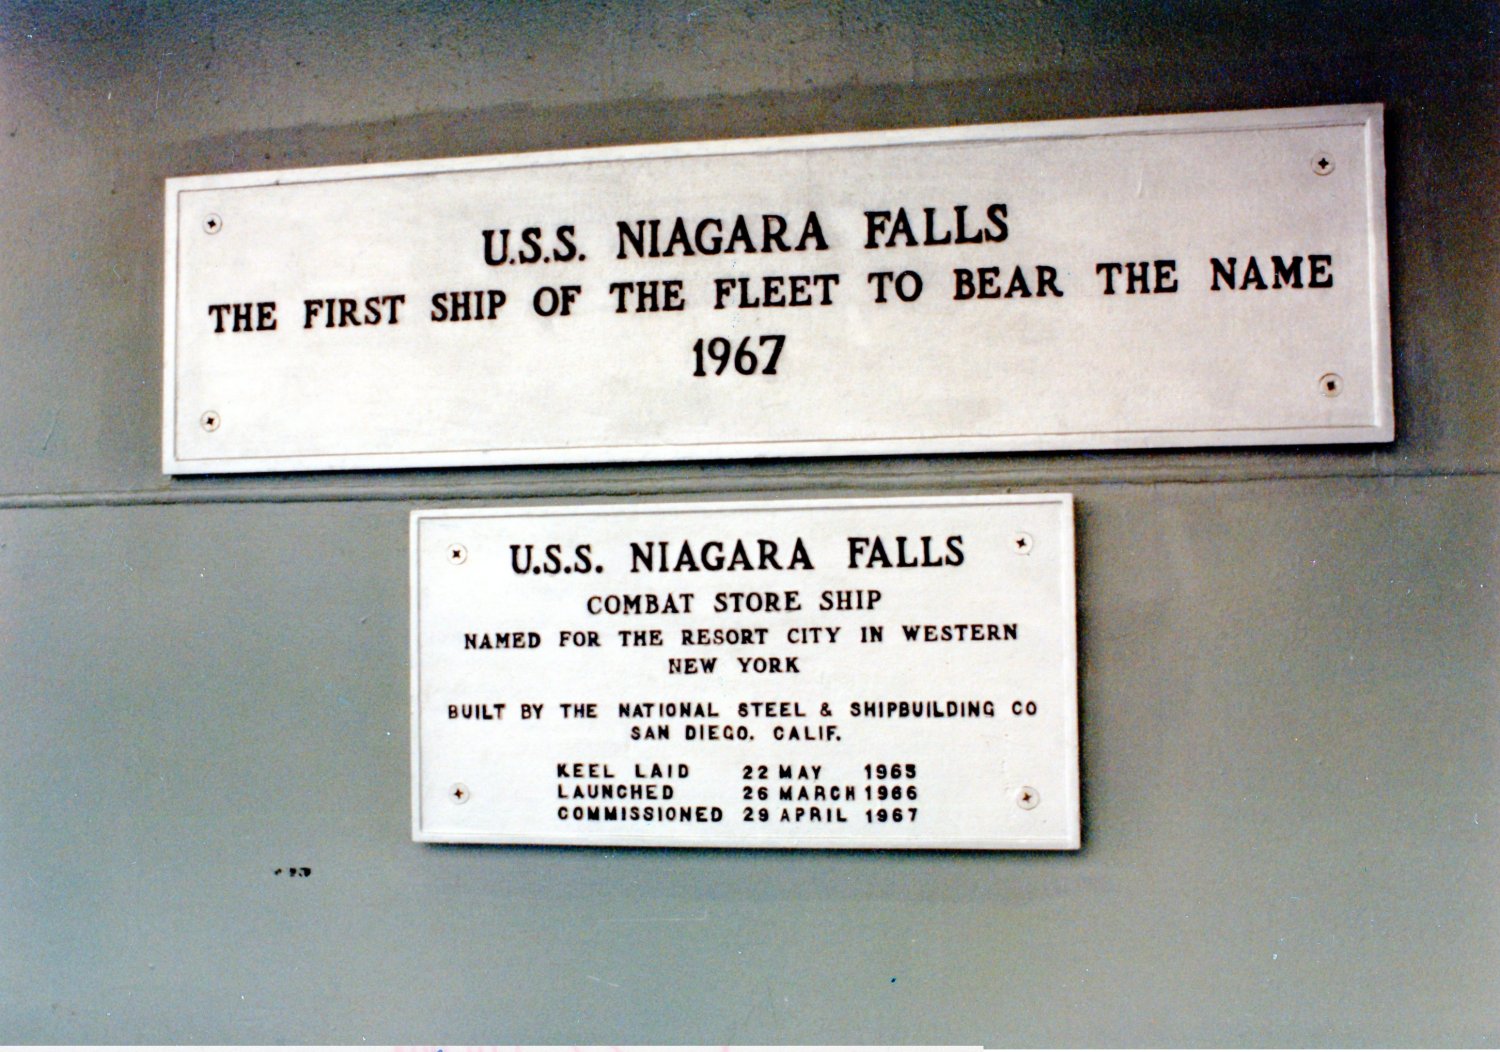 U.S.S. NIAGARA FALLS
THE FIRST SHIP OF THE FLEET TO BEAR THE NAME
1967
U.S.S. NIAGARA FALLS
COMBAT STORE SHIP
NAMED FOR THE RESORT CITY IN WESTERN
NEW YORK
BUILT BY THE NATIONAL STEEL & SHIPBUILDING CO
SAN DIEGO. CALIF.
KEEL LAID 22 MAY 1965
LAUNCHED 26 MARCH 1966
COMMISSIONED 29 APRIL 1967